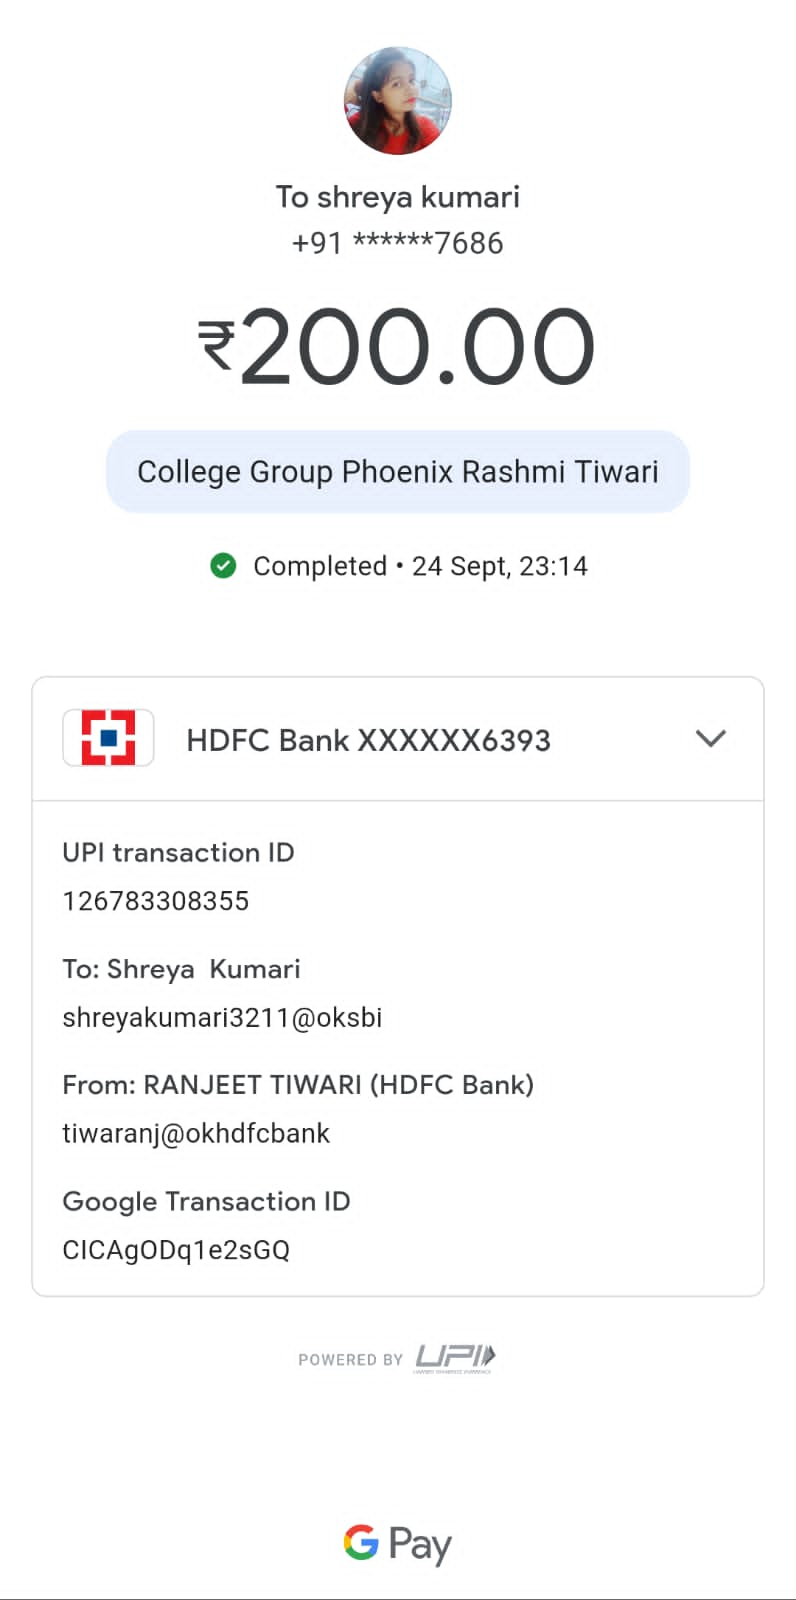 To shreya kumari
+91 ******7686
₹200.00
College Group Phoenix Rashmi Tiwari
Completed • 24 Sept, 23:14
HDFC Bank XXXXXX6393
UPI transaction ID
126783308355
To: Shreya  Kumari
shreyakumari3211@oksbi
From: RANJEET TIWARI (HDFC Bank)
tiwaranj@okhdfcbank
Google Transaction ID
CICAgODq1e2sGQ
POWERED BY UPI
G Pay